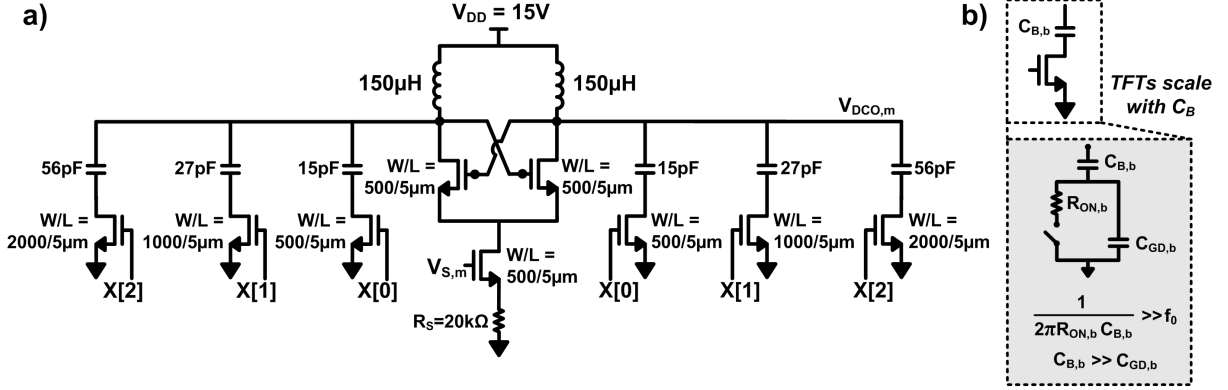 a)
V_DD = 15V
150µH
150µH
V_DCO,m
56pF
27pF
15pF
15pF
27pF
56pF
W/L =
500/5µm
W/L =
500/5µm
W/L =
2000/5µm
W/L =
1000/5µm
W/L =
500/5µm
W/L =
500/5µm
W/L =
1000/5µm
W/L =
2000/5µm
V_S,m
W/L =
500/5µm
X[2]
X[1]
X[0]
X[0]
X[1]
X[2]
R_S=20kΩ
b)
C_B,b
TFTs scale
with C_B
C_B,b
R_ON,b
C_GD,b
1
2πR_ON,b C_B,b
>>f_0
C_B,b >> C_GD,b